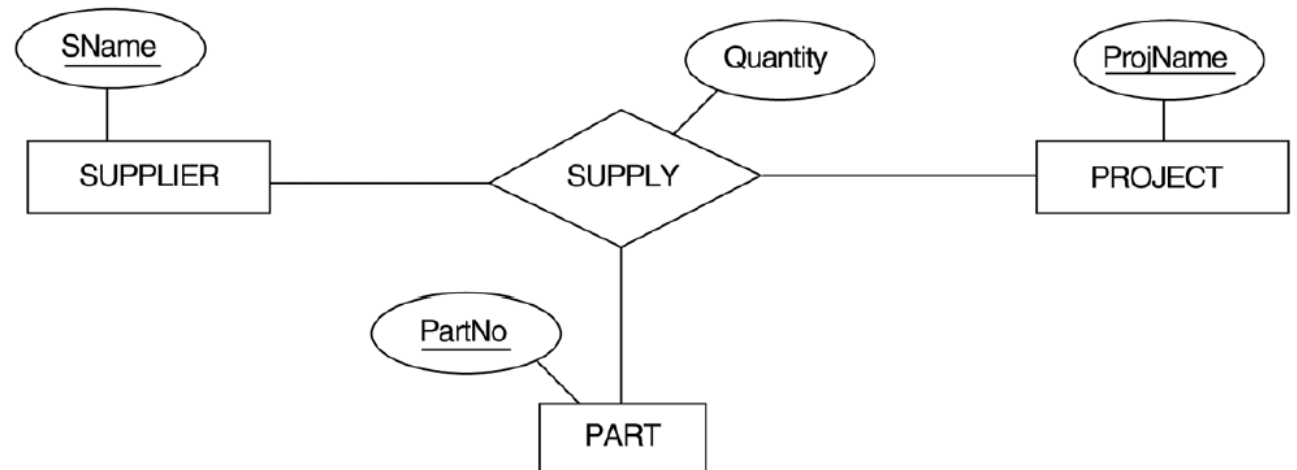 SName
Quantity
ProjName
SUPPLIER
SUPPLY
PROJECT
PartNo
PART